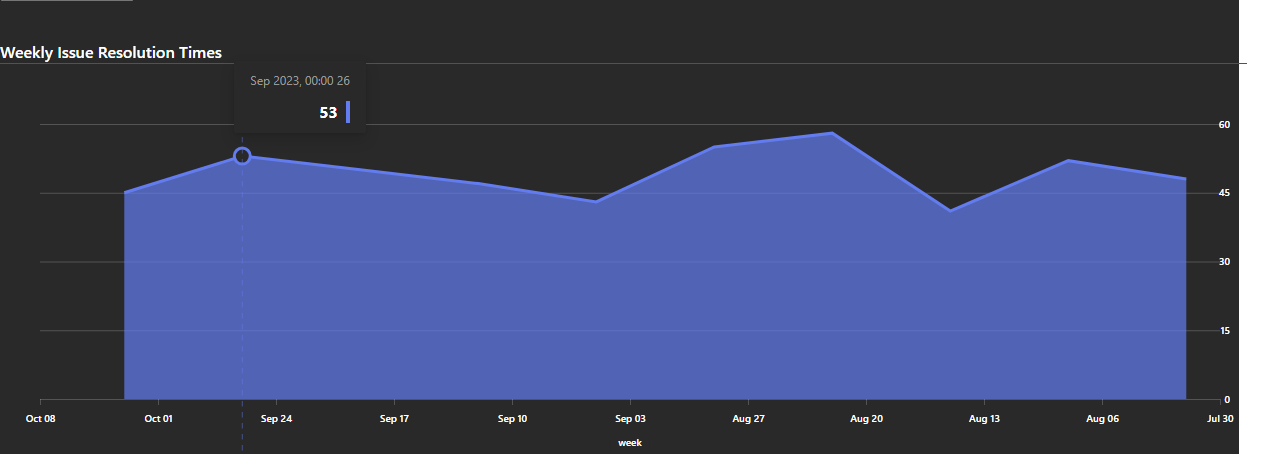 Weekly Issue Resolution Times
Sep 2023, 00:00 26
53
60
45
30
15
0
Oct 08 Oct 01 Sep 24 Sep 17 Sep 10 Sep 03 Aug 27 Aug 20 Aug 13 Aug 06 Jul 30
week